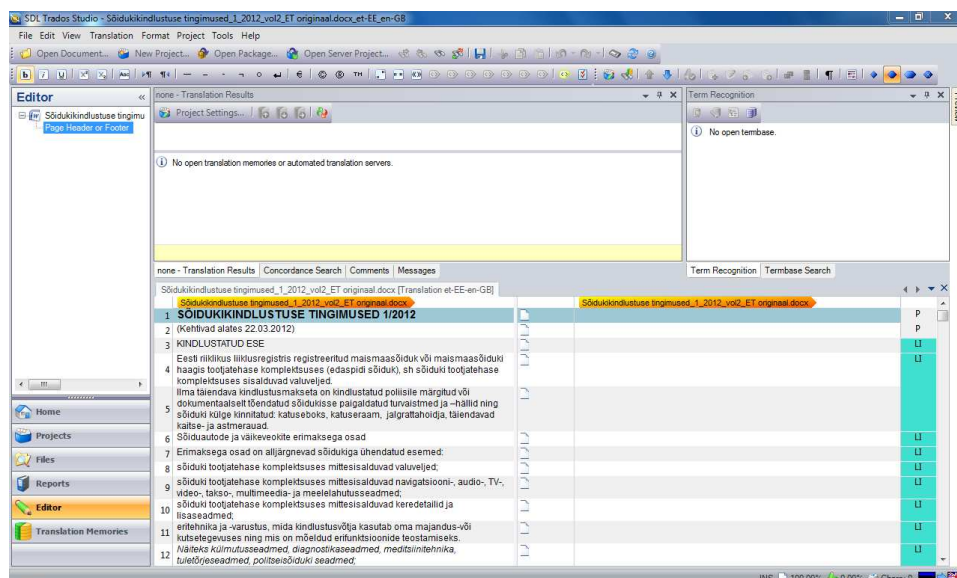 SDL Trados Studio - Sõidukikindlustuse tingimused_1_2012_vol2_ET originaal.docx_et-EE_en-GB
File Edit View Translation Format Project Tools Help
Open Document... New Project... Open Package... Open Server Project...
Editor
Sõidukikindlustuse tingimu
Page Header or Footer
none - Translation Results
Project Settings...
No open translation memories or automated translation servers.
none - Translation Results Concordance Search Comments Messages
Term Recognition
No open termbase.
Term Recognition Termbase Search
Sõidukikindlustuse tingimused_1_2012_vol2_ET originaal.docx [Translation et-EE-en-GB]
Sõidukikindlustuse tingimused_1_2012_vol2_ET originaal.docx Sõidukikindlustuse tingimused_1_2012_vol2_ET originaal.docx
1 SÕIDUKIKINDLUSTUSE TINGIMUSED 1/2012 P
2 (Kehtivad alates 22.03.2012) P
3 KINDLUSTATUD ESE LI
Eesti riiklikus liiklusregistris registreeritud maismaasõiduk või maismaasõiduki
4 haagis tootjatehase komplektsuses (edaspidi sõiduk), sh sõiduki tootjatehase LI
komplektsuses sisalduvad valuveljed.
Ilma täiendava kindlustusmakseta on kindlustatud poliisile märgitud või
dokumentaalselt tõendatud sõidukisse paigaldatud turvaistmed ja –hällid ning
5 sõiduki külge kinnitatud: katuseboks, katuseraam, jalgrattahoidja, täiendavad
kaitse- ja astmerauad.
6 Sõiduautode ja väikeveokite erimaksega osad LI
7 Erimaksega osad on alljärgnevad sõidukiga ühendatud esemed: LI
8 sõiduki tootjatehase komplektsuses mittesisalduvad valuveljed; LI
9 sõiduki tootjatehase komplektsuses mittesisalduvad navigatsiooni-, audio-, TV-, LI
video-, takso-, multimeedia- ja meelelahutusseadmed;
10 sõiduki tootjatehase komplektsuses mittesisalduvad keredetailid ja LI
lisaseadmed;
11 eritehnika ja -varustus, mida kindlustusvõtja kasutab oma majandus-või LI
kutsetegevuses ning mis on mõeldud erifunktsioonide teostamiseks.
12 Näiteks külmutusseadmed, diagnostikaseadmed, meditsiinitehnika, LI
tuletõrjeseadmed, politseisõiduki seadmed;
Home
Projects
Files
Reports
Editor
Translation Memories
INS 100.00% 0.00% Chars: 0